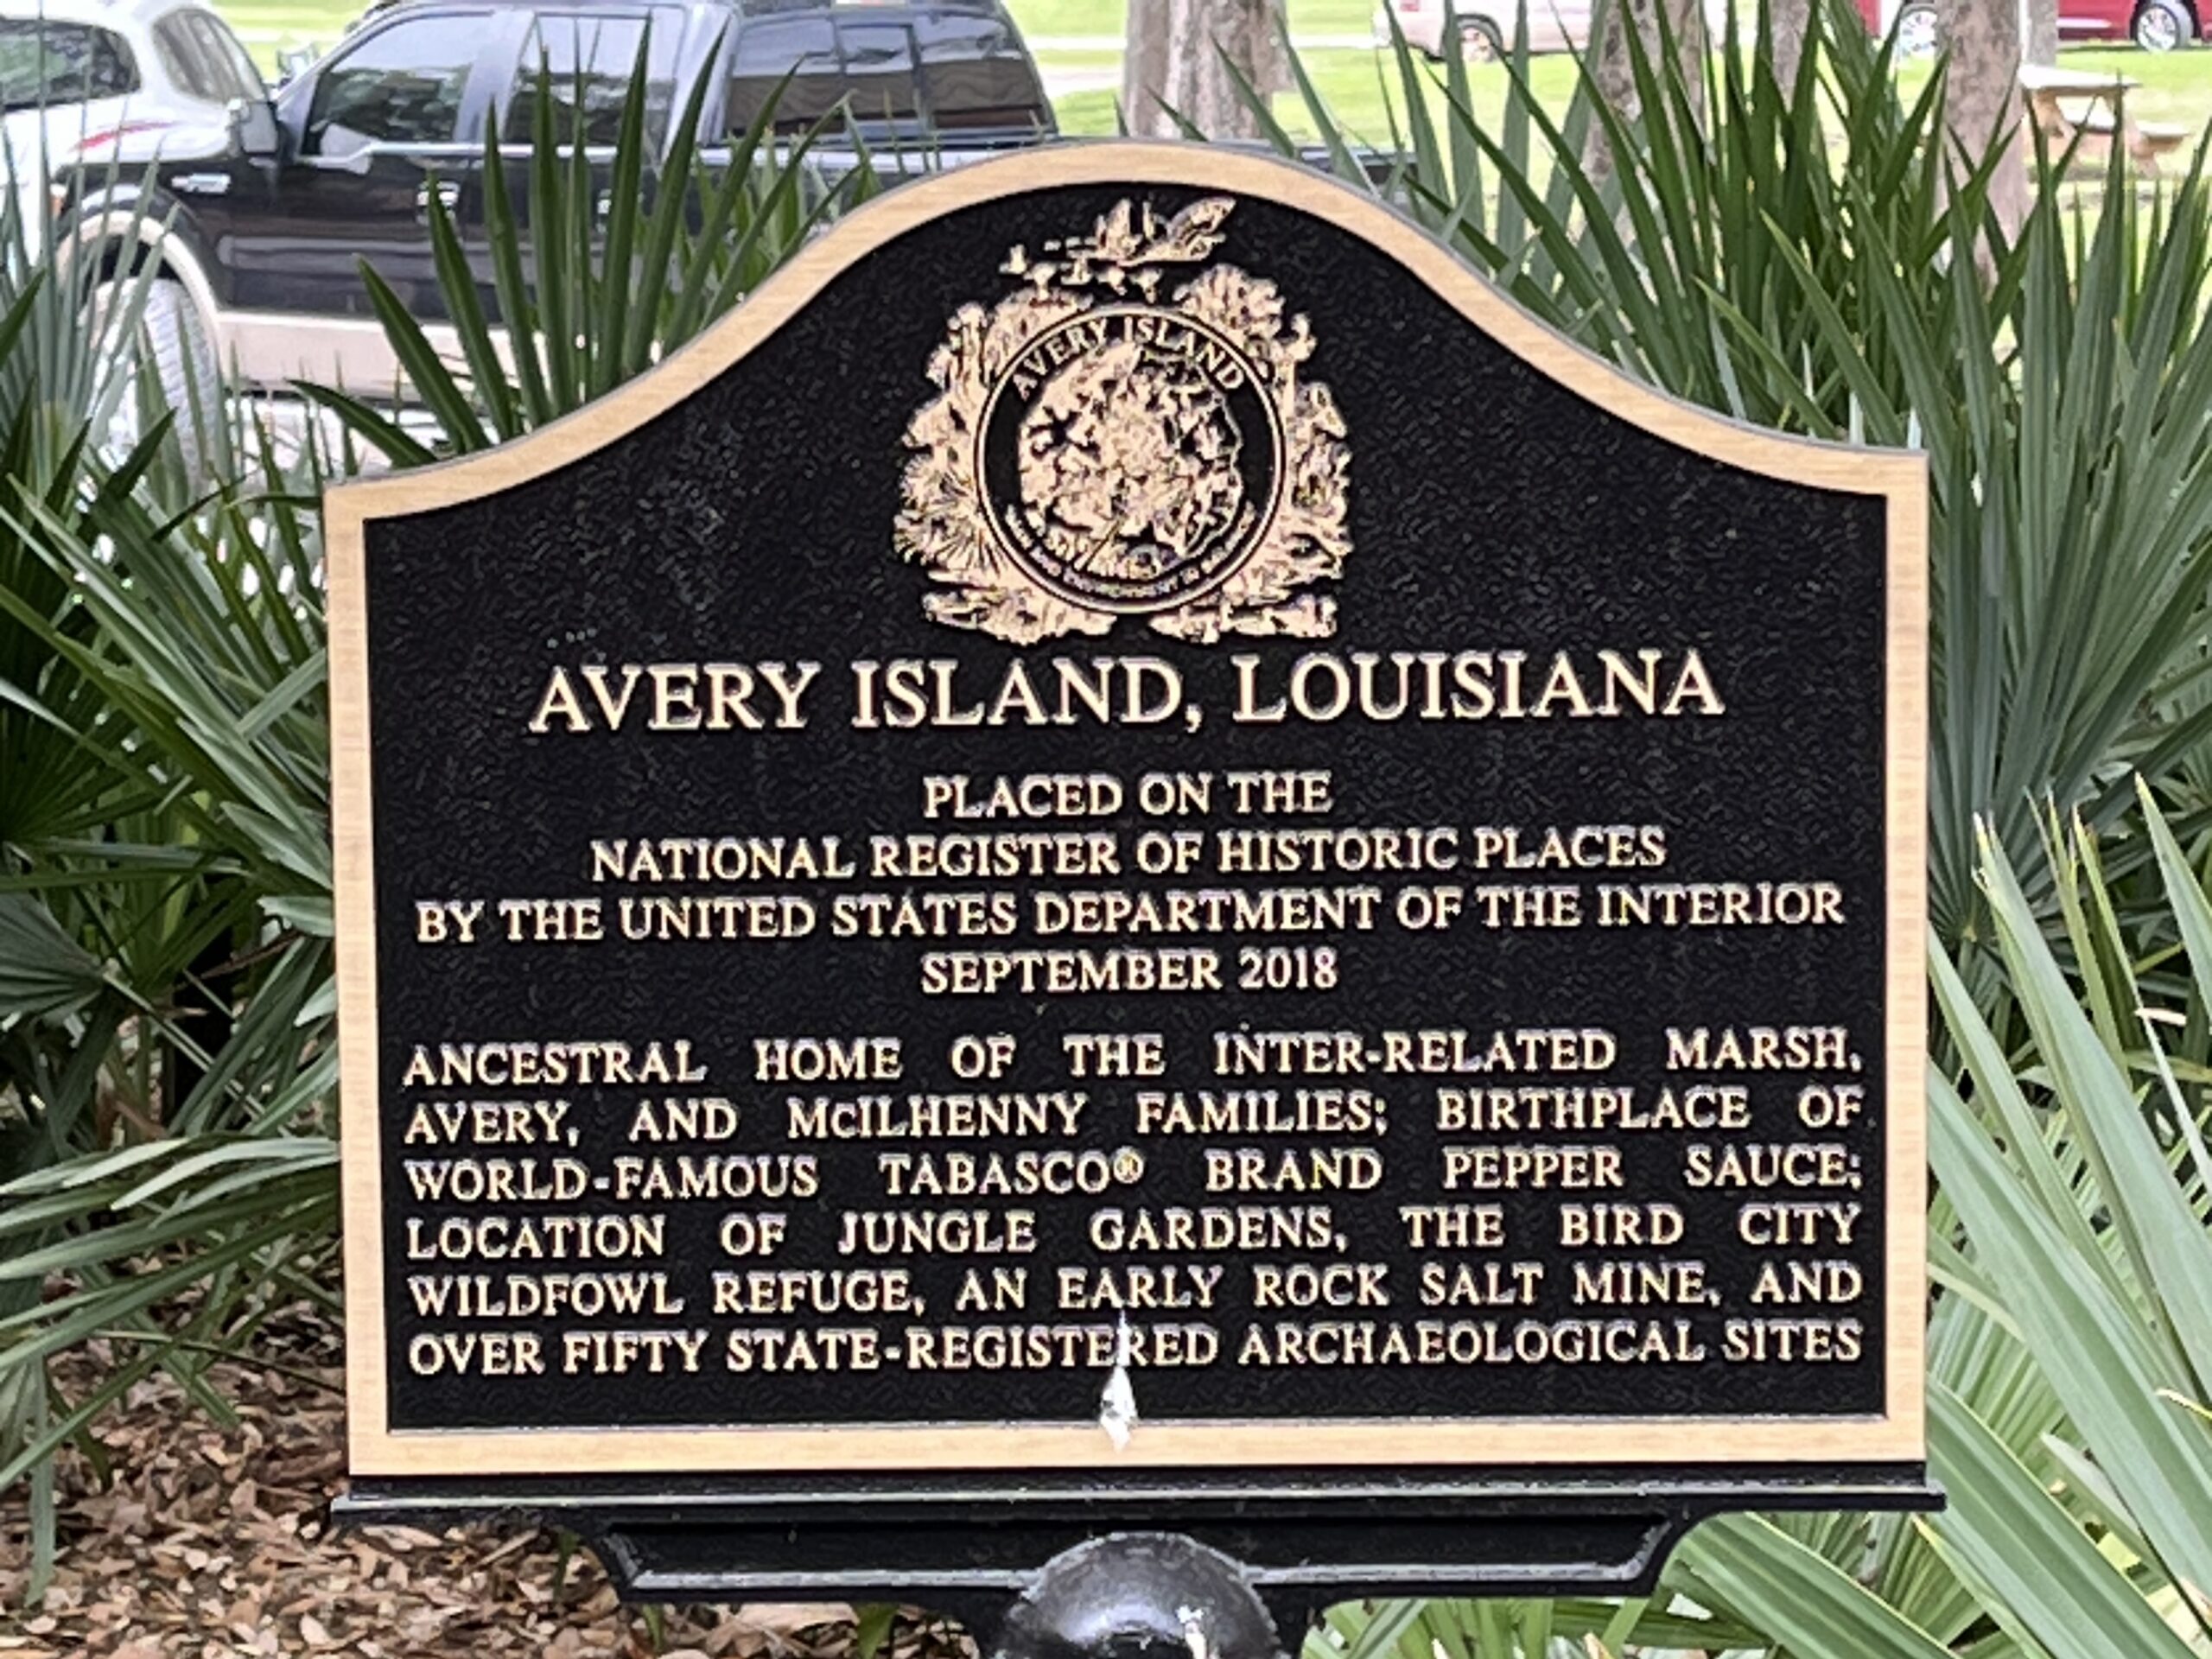 AVERY ISLAND
AVERY ISLAND, LOUISIANA
PLACED ON THE
NATIONAL REGISTER OF HISTORIC PLACES
BY THE UNITED STATES DEPARTMENT OF THE INTERIOR
SEPTEMBER 2018
ANCESTRAL HOME OF THE INTER-RELATED MARSH,
AVERY, AND McILHENNY FAMILIES; BIRTHPLACE OF
WORLD-FAMOUS TABASCO® BRAND PEPPER SAUCE;
LOCATION OF JUNGLE GARDENS, THE BIRD CITY
WILDFOWL REFUGE, AN EARLY ROCK SALT MINE, AND
OVER FIFTY STATE-REGISTERED ARCHAEOLOGICAL SITES